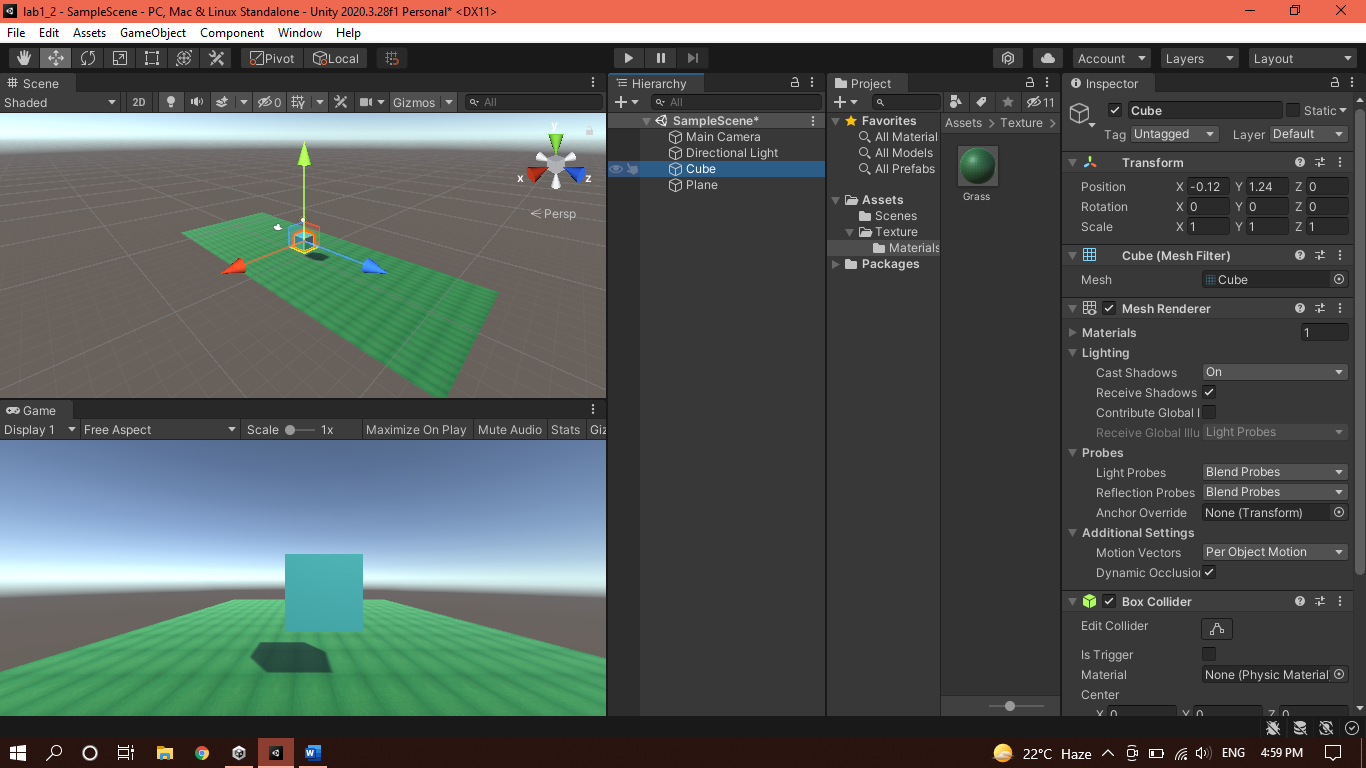 lab1_2 - SampleScene - PC, Mac & Linux Standalone - Unity 2020.3.28f1 Personal* <DX11>
File Edit Assets GameObject Component Window Help
Pivot Local Account Layers Layout
Scene
Shaded 2D 0 Gizmos All
y
x z
Persp
Game
Display 1 Free Aspect Scale 1x Maximize On Play Mute Audio Stats Giz
Hierarchy
All
SampleScene*
Main Camera
Directional Light
Cube
Plane
Project
11
Favorites
All Material
All Models
All Prefabs
Assets
Scenes
Texture
Materials
Packages
Assets > Texture >
Grass
Inspector
Cube Static
Tag Untagged Layer Default
Transform
Position X -0.12 Y 1.24 Z 0
Rotation X 0 Y 0 Z 0
Scale X 1 Y 1 Z 1
Cube (Mesh Filter)
Mesh Cube
Mesh Renderer
Materials 1
Lighting
Cast Shadows On
Receive Shadows
Contribute Global I
Receive Global Illu Light Probes
Probes
Light Probes Blend Probes
Reflection Probes Blend Probes
Anchor Override None (Transform)
Additional Settings
Motion Vectors Per Object Motion
Dynamic Occlusion
Box Collider
Edit Collider
Is Trigger
Material None (Physic Material)
Center
X 0 Y 0 Z 0
22°C Haze ENG 4:59 PM